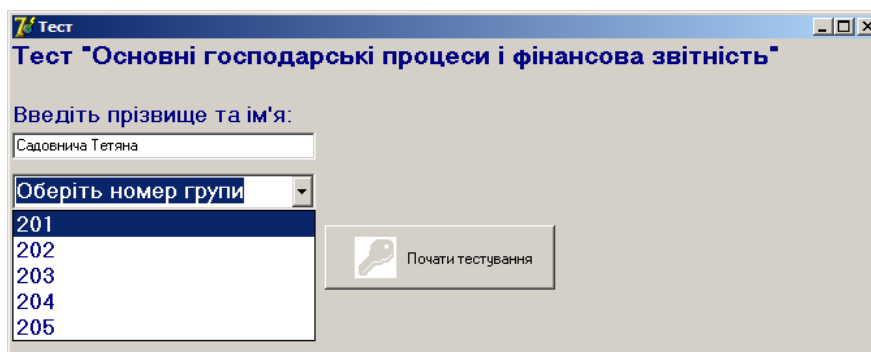 Тест
Тест "Основні господарські процеси і фінансова звітність"
Введіть прізвище та ім'я:
Садовнича Тетяна
Оберіть номер групи
201
202
203
204
205
Почати тестування